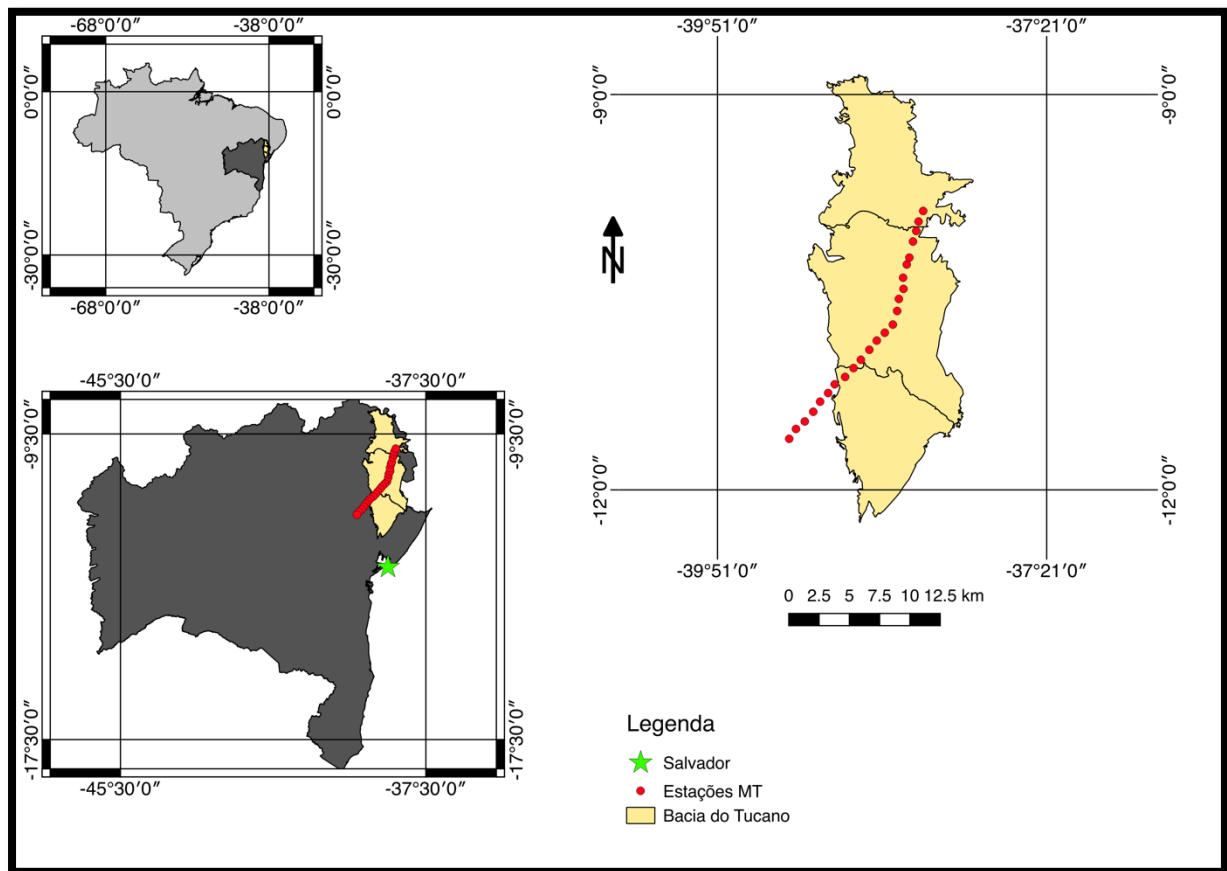 -68°0′0″ -38°0′0″
0°0′0″ 0°0′0″
-30°0′0″ -30°0′0″
-68°0′0″ -38°0′0″
-45°30′0″ -37°30′0″
-9°30′0″ -9°30′0″
-17°30′0″ -17°30′0″
-45°30′0″ -37°30′0″
-39°51′0″ -37°21′0″
-9°0′0″ -9°0′0″
N
-12°0′0″ -12°0′0″
-39°51′0″ -37°21′0″
0 2.5 5 7.5 10 12.5 km
Legenda
Salvador
Estações MT
Bacia do Tucano